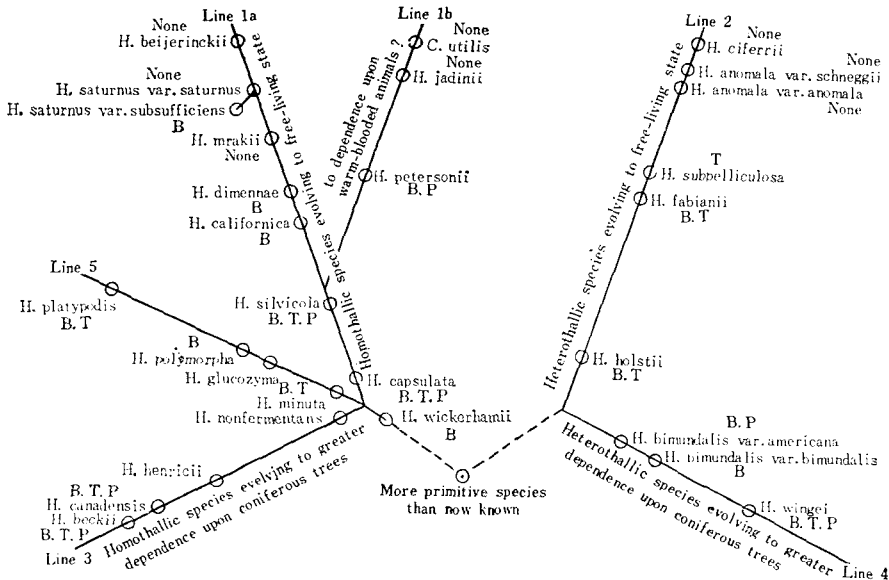 Line 1a
None
H. beijerinckii
None
H. saturnus var. saturnus
H. saturnus var. subsufficiens
B
H. mrakii
None
H. dimennae
B
H. californica
B
H. silvicola
B. T. P
H. capsulata
B. T. P
Homothallic species evolving to free-living state
Line 1b
None
C. utilis
None
H. jadinii
H. petersonii
B. P
to dependence upon
warm-blooded animals ?
Line 2
None
H. ciferrii
None
H. anomala var. schneggii
H. anomala var. anomala
None
T
H. subpelliculosa
H. fabianii
B. T
H. holstii
B. T
Heterothallic species evolving to free-living state
Line 5
H. platypodis
B. T
B
H. polymorpha
H. glucozyma
B. T
H. minuta
H. nonfermentans
H. wickerhamii
B
H. henricii
B. T. P
H. canadensis
H. beckii
B. T. P
Line 3
Homothallic species evolving to greater
dependence upon coniferous trees
More primitive species
than now known
B. P
H. bimundalis var. americana
H. bimundalis var. bimundalis
B
H. wingei
B. T. P
Line 4
Heterothallic species evolving to greater
dependence upon coniferous trees